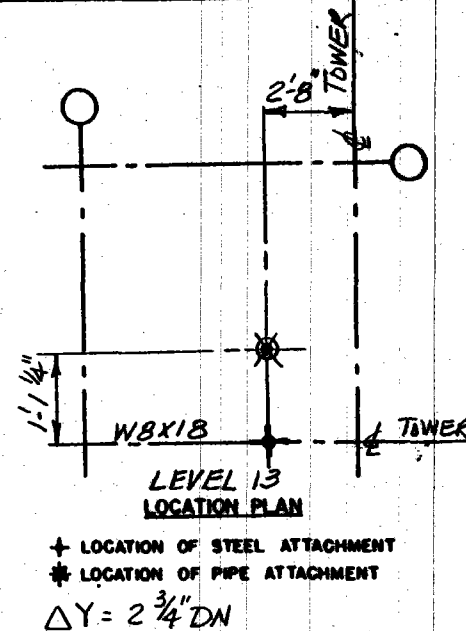 TOWER
2'-8"
℄
1'-1 1/4"
W8X18
℄ TOWER
LEVEL 13
LOCATION PLAN
LOCATION OF STEEL ATTACHMENT
LOCATION OF PIPE ATTACHMENT
△Y = 2 3/4" DN